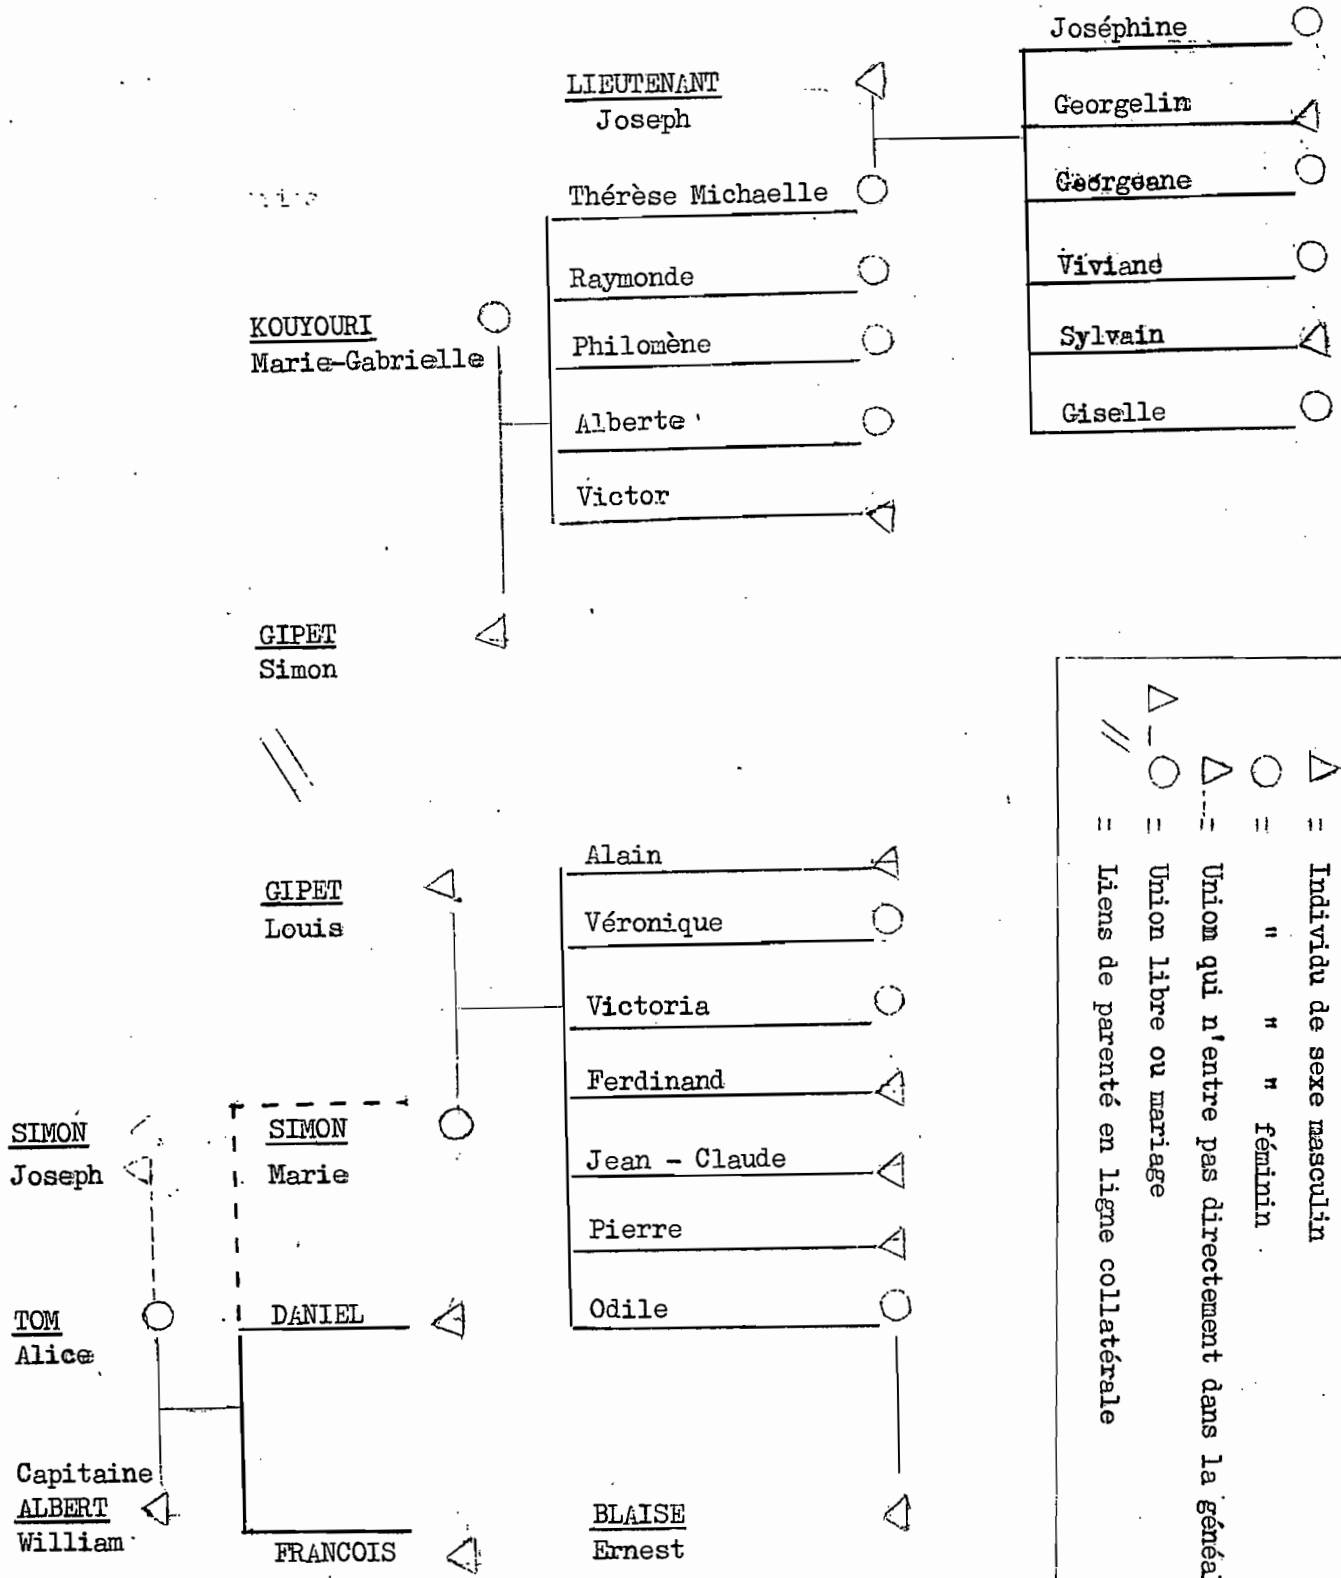 Joséphine
LIEUTENANT
Joseph
Georgelin
Thérèse Michaelle
Georgeane
Raymonde
Viviane
KOUYOURI
Marie-Gabrielle
Philomène
Sylvain
Alberte
Giselle
Victor
GIPET
Simon
GIPET
Louis
Alain
Véronique
Victoria
Ferdinand
SIMON
Joseph
SIMON
Marie
Jean - Claude
Pierre
TOM
Alice
DANIEL
Odile
Capitaine
ALBERT
William
FRANCOIS
BLAISE
Ernest
= Individu de sexe masculin
= " " " féminin
= Union qui n'entre pas directement dans la généal
= Union libre ou mariage
// = Liens de parenté en ligne collatérale